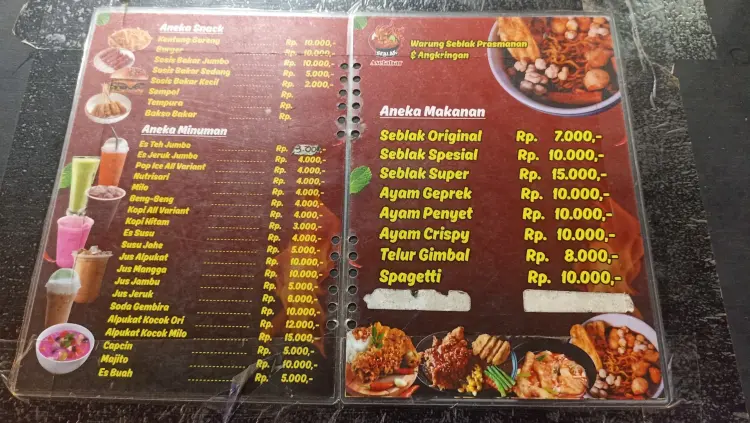 Aneka Snack
Kentang Goreng Rp. 10.000,-
Burger Rp. 10.000,-
Sosis Bakar Jumbo Rp. 10.000,-
Sosis Bakar Sedang Rp. 5.000,-
Sosis Bakar Kecil Rp. 2.000,-
Sempol Rp.
Tempura Rp.
Bakso Bakar Rp.
Aneka Minuman
Es Teh Jumbo Rp. 3.000,-
Es Jeruk Jumbo Rp. 4.000,-
Pop Ice All Variant Rp. 4.000,-
Nutrisari Rp. 4.000,-
Milo Rp. 4.000,-
Beng-Beng Rp. 4.000,-
Kopi All Variant Rp. 4.000,-
Kopi Hitam Rp. 3.000,-
Es Susu Rp. 4.000,-
Susu Jahe Rp. 5.000,-
Jus Alpukat Rp. 10.000,-
Jus Mangga Rp. 10.000,-
Jus Jambu Rp. 5.000,-
Jus Jeruk Rp. 6.000,-
Soda Gembira Rp. 10.000,-
Alpukat Kocok Ori Rp. 12.000,-
Alpukat Kocok Milo Rp. 15.000,-
Capcin Rp. 5.000,-
Mojito Rp. 10.000,-
Es Buah Rp. 5.000,-
SEBLAK
Warung Seblak Prasmanan
& Angkringan
Aneka Makanan
Seblak Original Rp. 7.000,-
Seblak Spesial Rp. 10.000,-
Seblak Super Rp. 15.000,-
Ayam Geprek Rp. 10.000,-
Ayam Penyet Rp. 10.000,-
Ayam Crispy Rp. 10.000,-
Telur Gimbal Rp. 8.000,-
Spagetti Rp. 10.000,-